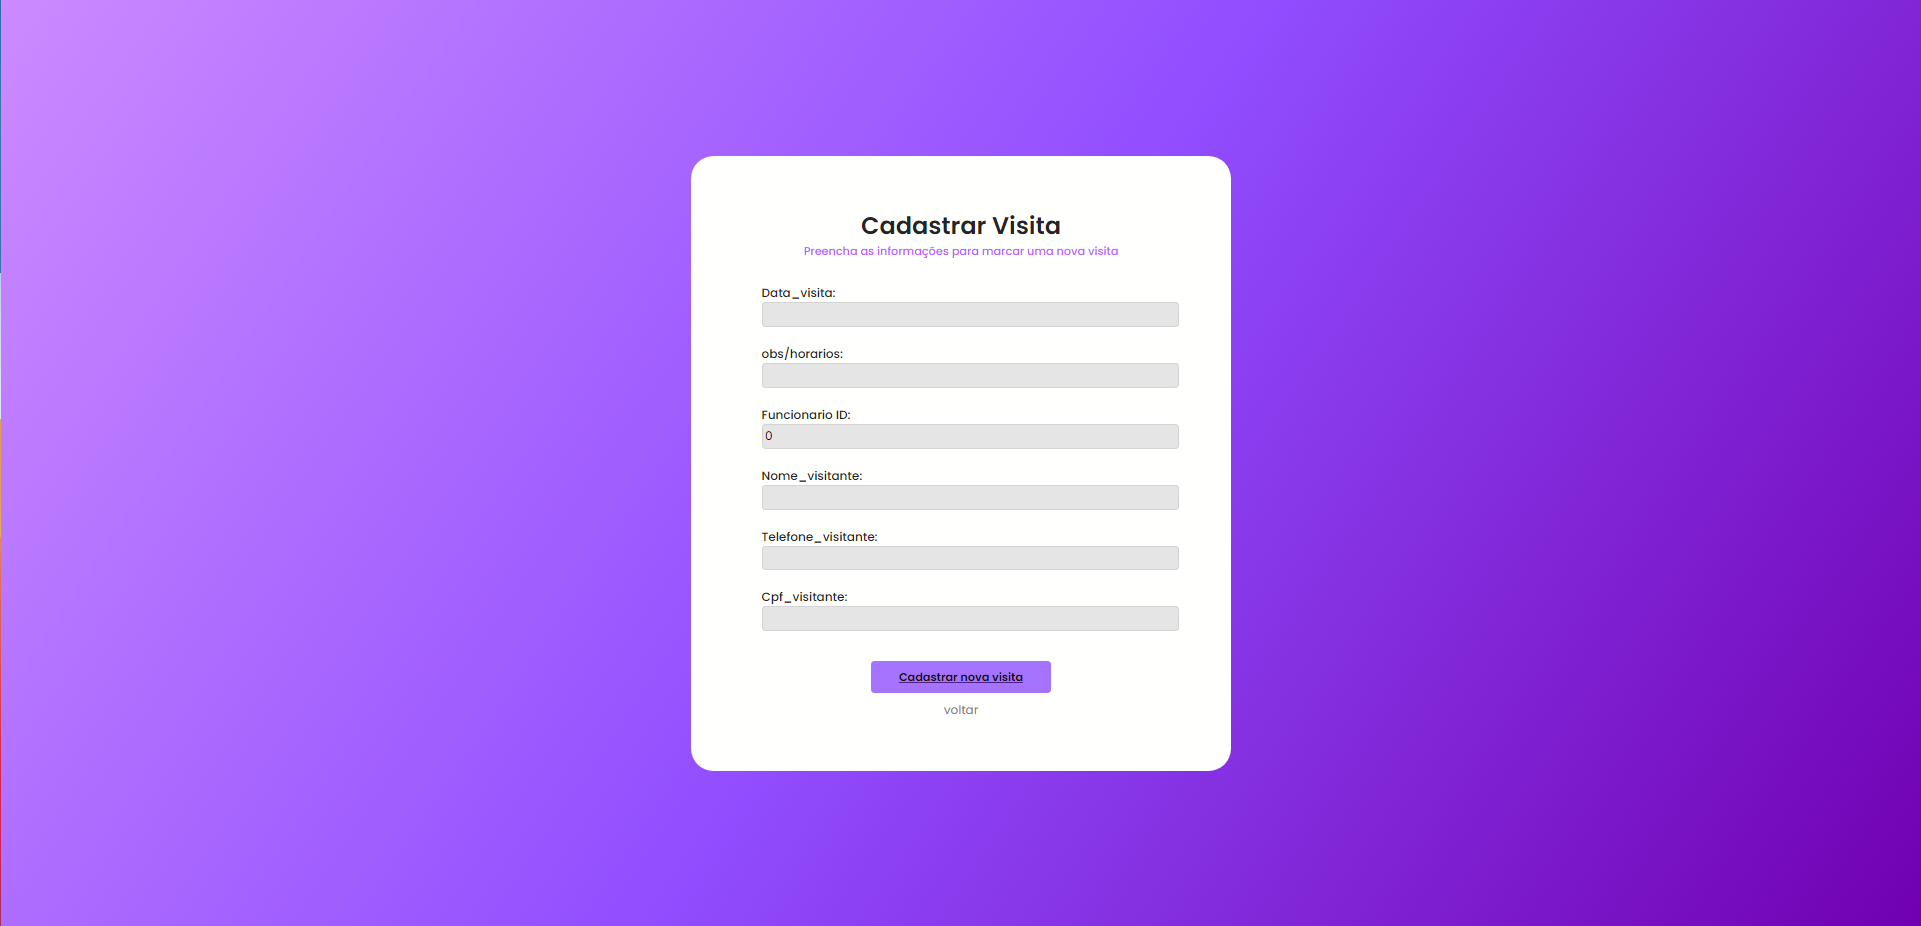 Cadastrar Visita
Preencha as informações para marcar uma nova visita
Data_visita:
obs/horarios:
Funcionario ID:
0
Nome_visitante:
Telefone_visitante:
Cpf_visitante:
Cadastrar nova visita
voltar